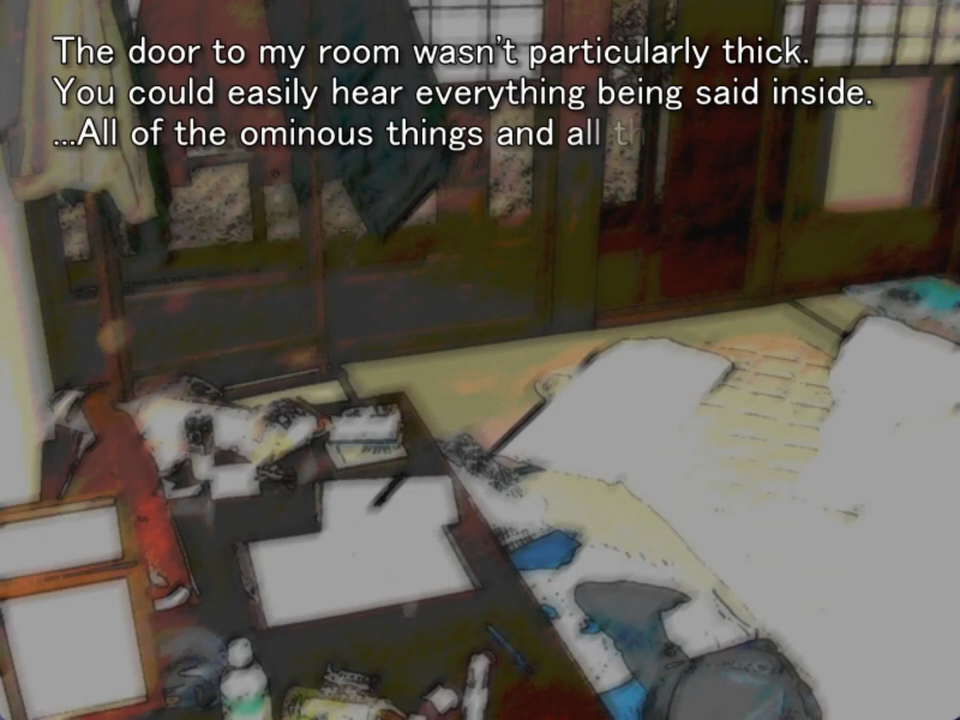 The door to my room wasn't particularly thick.
You could easily hear everything being said inside.
...All of the ominous things and all th